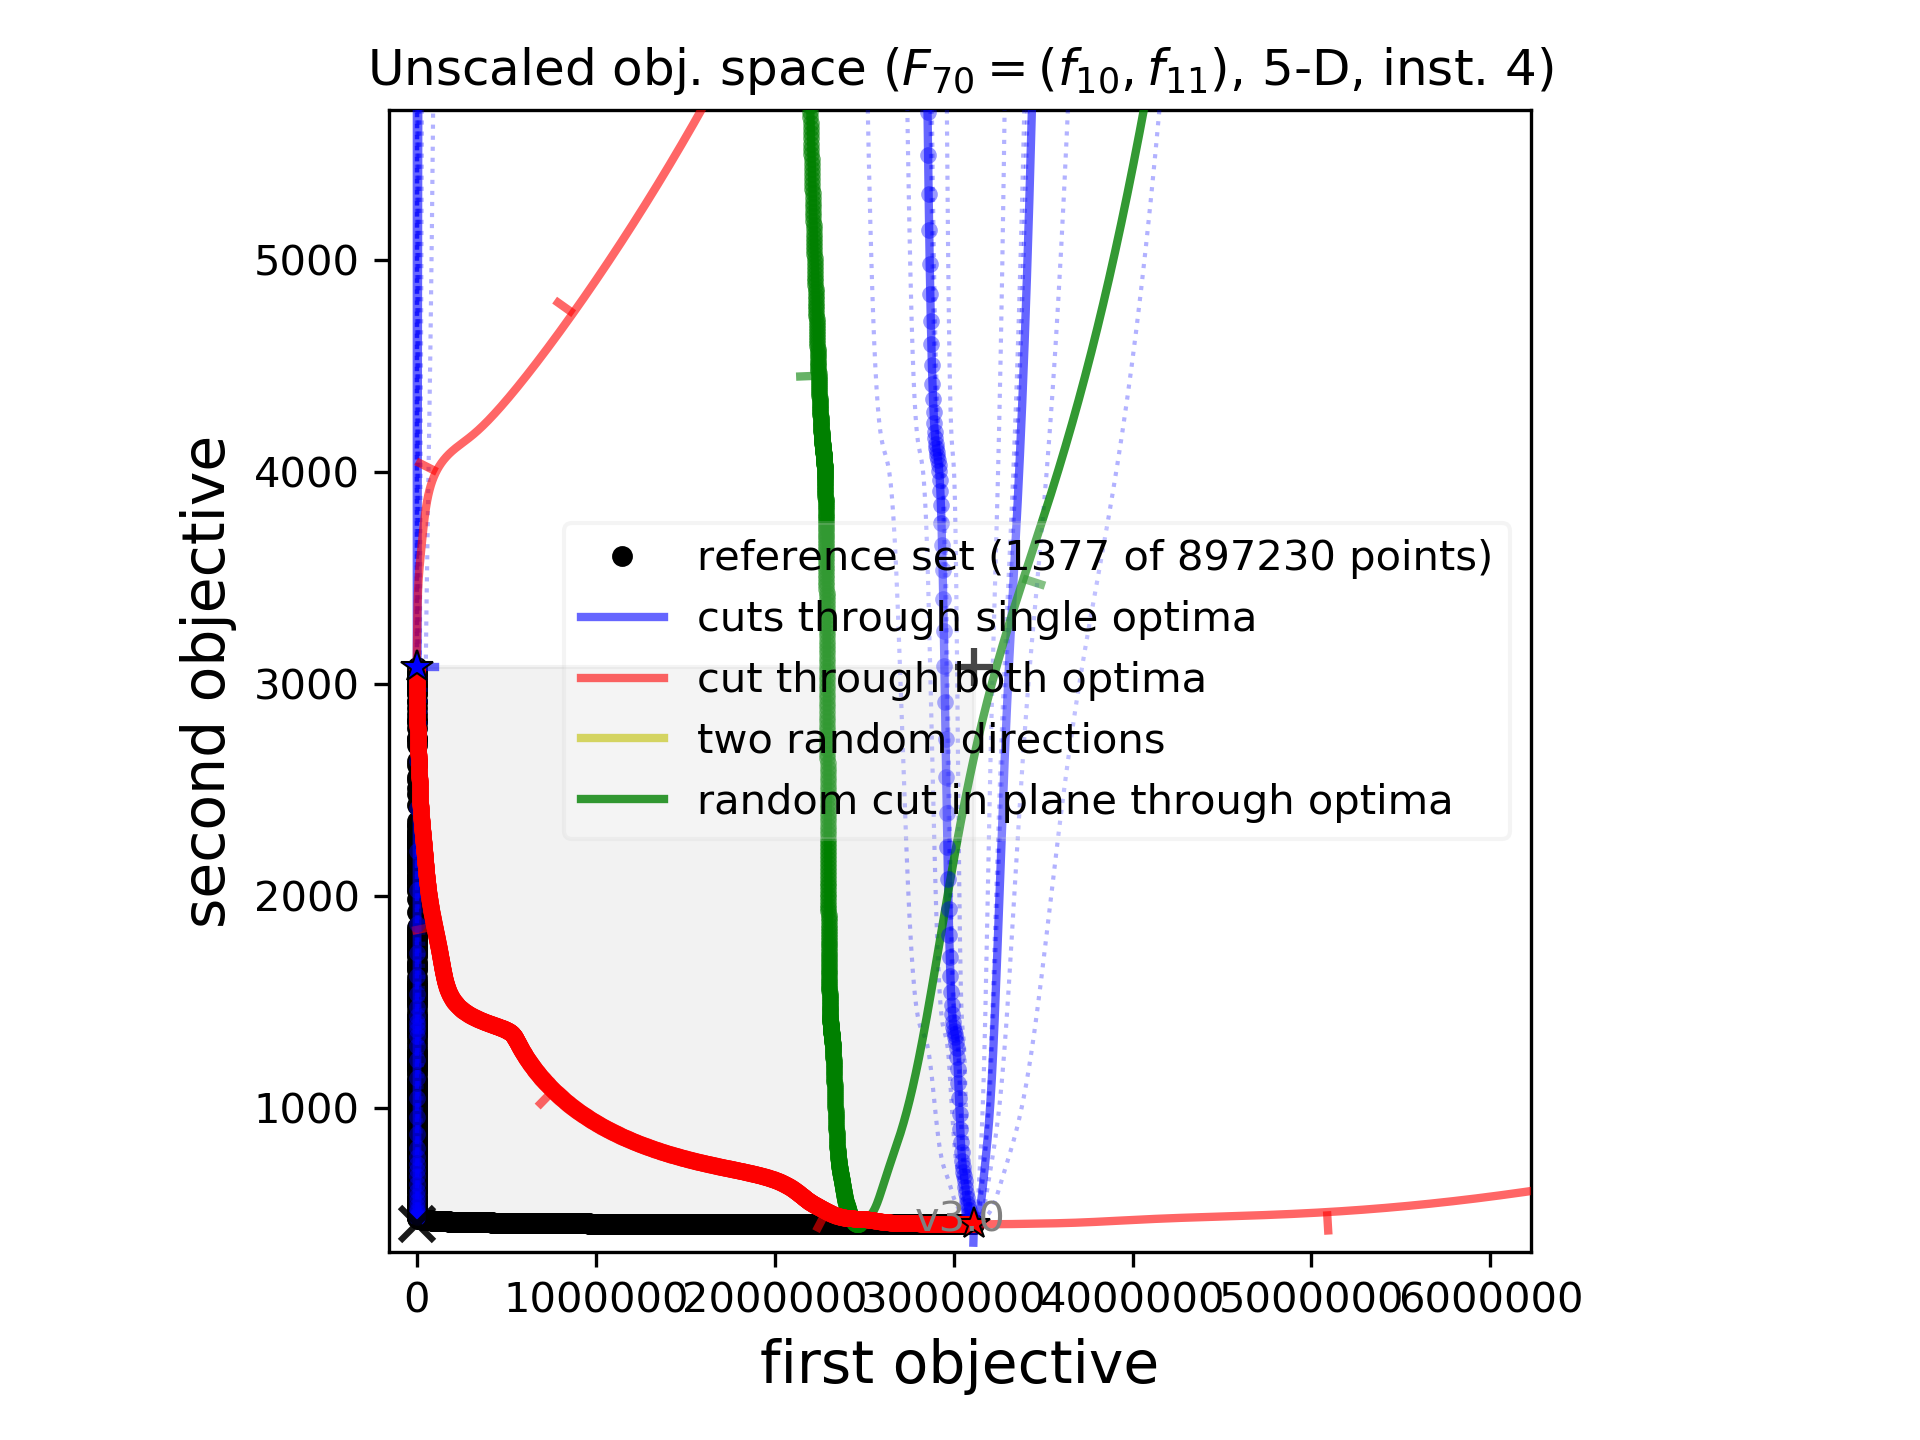 Unscaled obj. space (F70 = (f10, f11), 5-D, inst. 4)
second objective
5000
4000
3000
2000
1000
reference set (1377 of 897230 points)
cuts through single optima
cut through both optima
two random directions
random cut in plane through optima
v3.0
0 1000000 2000000 3000000 4000000 5000000 6000000
first objective